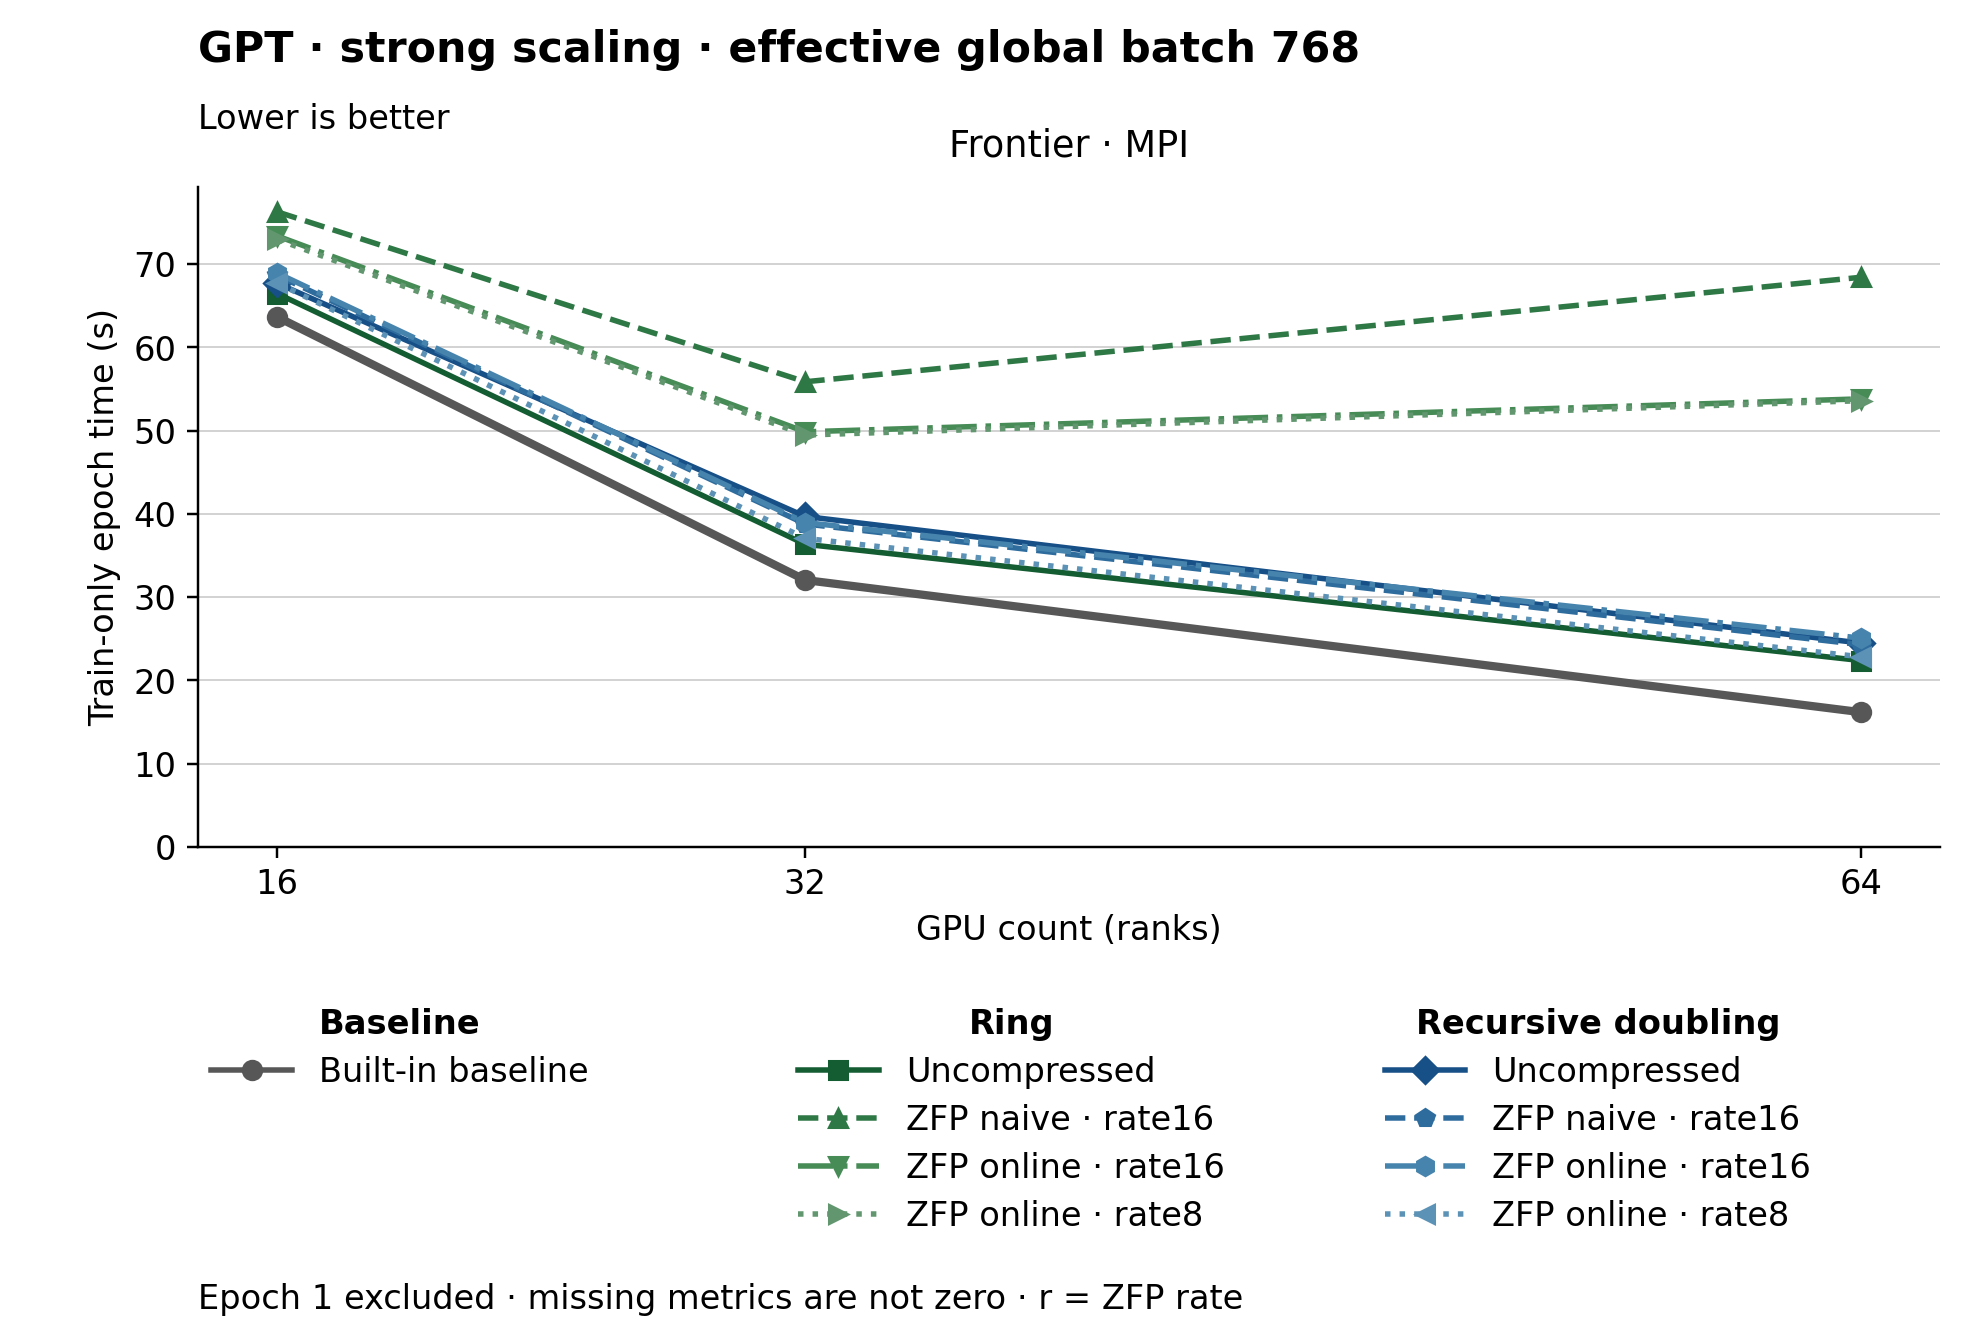 GPT · strong scaling · effective global batch 768
Lower is better
Frontier · MPI
Train-only epoch time (s)
70
60
50
40
30
20
10
0
16 32 64
GPU count (ranks)
Baseline Ring Recursive doubling
Built-in baseline Uncompressed Uncompressed
ZFP naive · rate16 ZFP naive · rate16
ZFP online · rate16 ZFP online · rate16
ZFP online · rate8 ZFP online · rate8
Epoch 1 excluded · missing metrics are not zero · r = ZFP rate